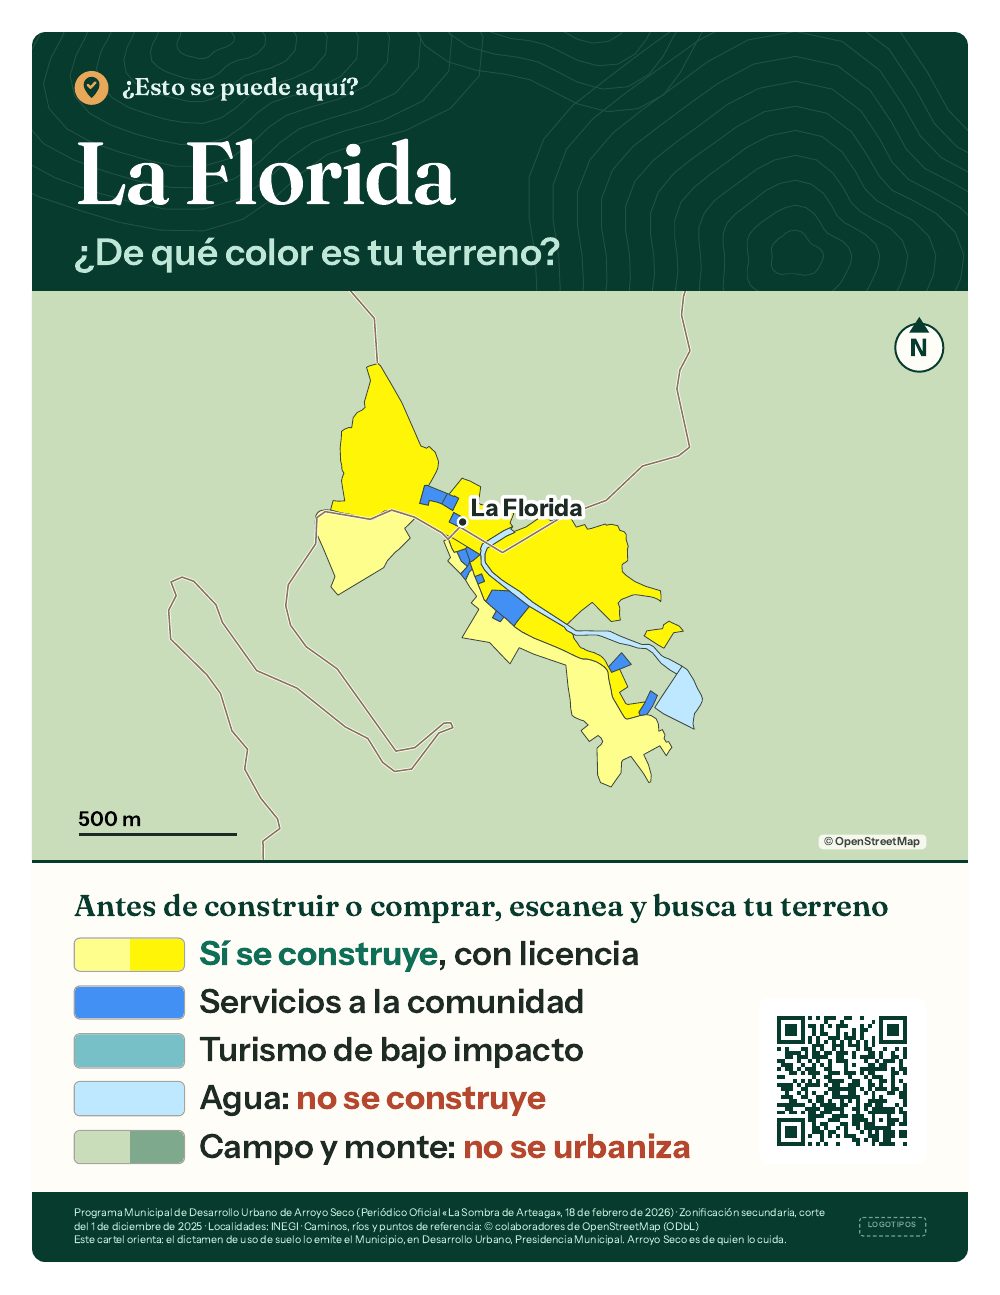 ¿Esto se puede aquí?
La Florida
¿De qué color es tu terreno?
N
La Florida
500 m
© OpenStreetMap
Antes de construir o comprar, escanea y busca tu terreno
Sí se construye, con licencia
Servicios a la comunidad
Turismo de bajo impacto
Agua: no se construye
Campo y monte: no se urbaniza
Programa Municipal de Desarrollo Urbano de Arroyo Seco (Periódico Oficial «La Sombra de Arteaga», 18 de febrero de 2026) · Zonificación secundaria, corte
del 1 de diciembre de 2025 · Localidades: INEGI · Caminos, ríos y puntos de referencia: © colaboradores de OpenStreetMap (ODbL)
Este cartel orienta: el dictamen de uso de suelo lo emite el Municipio, en Desarrollo Urbano, Presidencia Municipal. Arroyo Seco es de quien lo cuida.
LOGOTIPOS